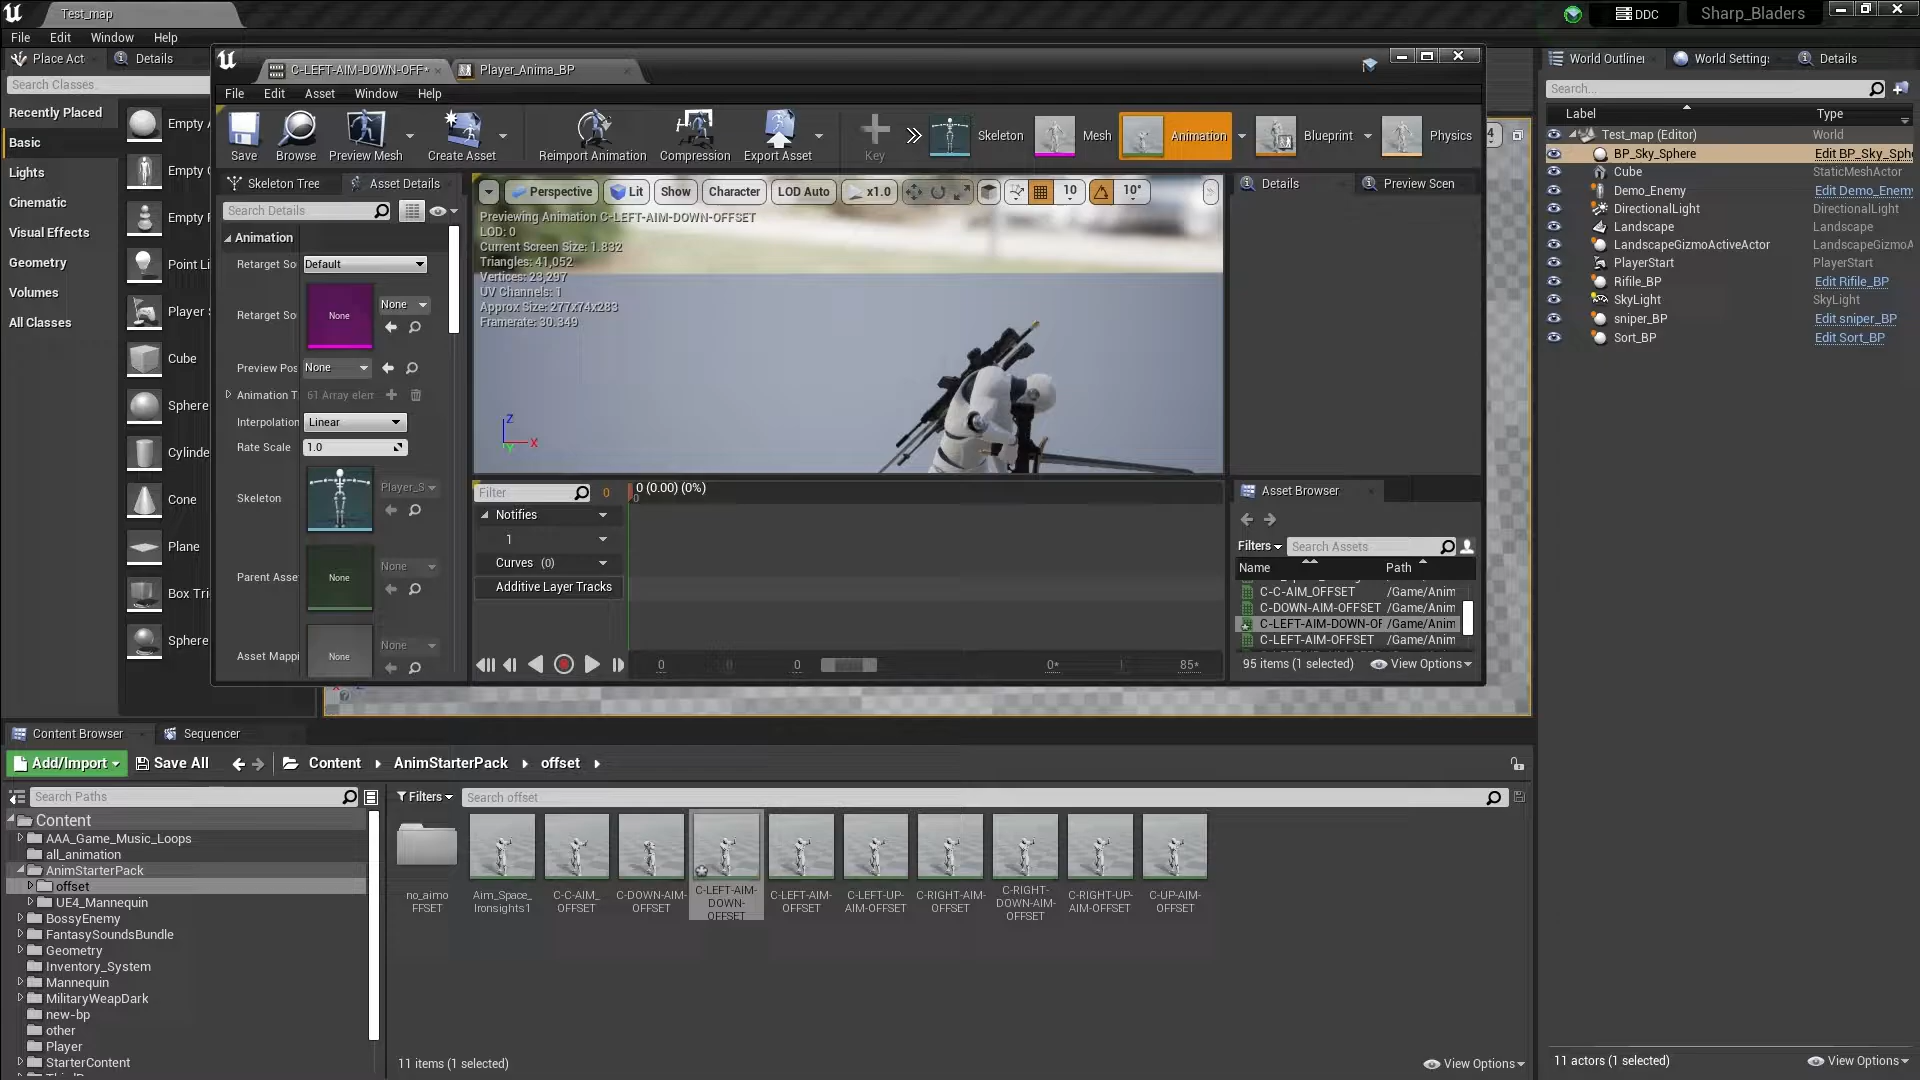 Test_map
DDC
Sharp_Bladers
File Edit Window Help
Place Act
Details
Search Classes
Recently Placed
Basic
Lights
Cinematic
Visual Effects
Geometry
Volumes
All Classes
Empty
Empty
Empty
Point Li
Player
Cube
Sphere
Cylinde
Cone
Plane
Box Tri
Sphere
C-LEFT-AIM-DOWN-OFF*
Player_Anima_BP
File Edit Asset Window Help
Save
Browse
Preview Mesh
Create Asset
Reimport Animation
Compression
Export Asset
Key
Skeleton
Mesh
Animation
Blueprint
Physics
Skeleton Tree
Asset Details
Search Details
Animation
Retarget So
Default
Retarget So
None
None
Preview Pos
None
Animation T
61 Array elem
Interpolation
Linear
Rate Scale
1.0
Skeleton
Player_S
Parent Asse
None
None
Asset Mappi
None
None
Perspective
Lit
Show
Character
LOD Auto
x1.0
10
10°
Previewing Animation C-LEFT-AIM-DOWN-OFFSET
LOD: 0
Current Screen Size: 1.832
Triangles: 41,052
Vertices: 23,297
UV Channels: 1
Approx Size: 277x74x283
Framerate: 30.349
Z
X
Y
Filter
0
0 (0.00) (0%)
0
Notifies
1
Curves (0)
Additive Layer Tracks
0
0
0*
85*
Details
Preview Scen
Asset Browser
Filters
Search Assets
Name
Path
C-C-AIM_OFFSET /Game/Anim
C-DOWN-AIM-OFFSET /Game/Anim
C-LEFT-AIM-DOWN-OF /Game/Anim
C-LEFT-AIM-OFFSET /Game/Anim
95 items (1 selected)
View Options
World Outliner
World Settings
Details
Search...
Label
Type
Test_map (Editor) World
BP_Sky_Sphere Edit BP_Sky_Sph
Cube StaticMeshActor
Demo_Enemy Edit Demo_Enemy
DirectionalLight DirectionalLight
Landscape Landscape
LandscapeGizmoActiveActor LandscapeGizmoA
PlayerStart PlayerStart
Rifile_BP Edit Rifile_BP
SkyLight SkyLight
sniper_BP Edit sniper_BP
Sort_BP Edit Sort_BP
11 actors (1 selected)
View Options
Content Browser
Sequencer
Add/Import
Save All
Content
AnimStarterPack
offset
Search Paths
Filters
Search offset
Content
AAA_Game_Music_Loops
all_animation
AnimStarterPack
offset
UE4_Mannequin
BossyEnemy
FantasySoundsBundle
Geometry
Inventory_System
Mannequin
MilitaryWeapDark
new-bp
other
Player
StarterContent
no_aimo
FFSET
Aim_Space_
Ironsights1
C-C-AIM_
OFFSET
C-DOWN-AIM-
OFFSET
C-LEFT-AIM-
DOWN-
OFFSET
C-LEFT-AIM-
OFFSET
C-LEFT-UP-
AIM-OFFSET
C-RIGHT-AIM-
OFFSET
C-RIGHT-
DOWN-AIM-
OFFSET
C-RIGHT-UP-
AIM-OFFSET
C-UP-AIM-
OFFSET
11 items (1 selected)
View Options